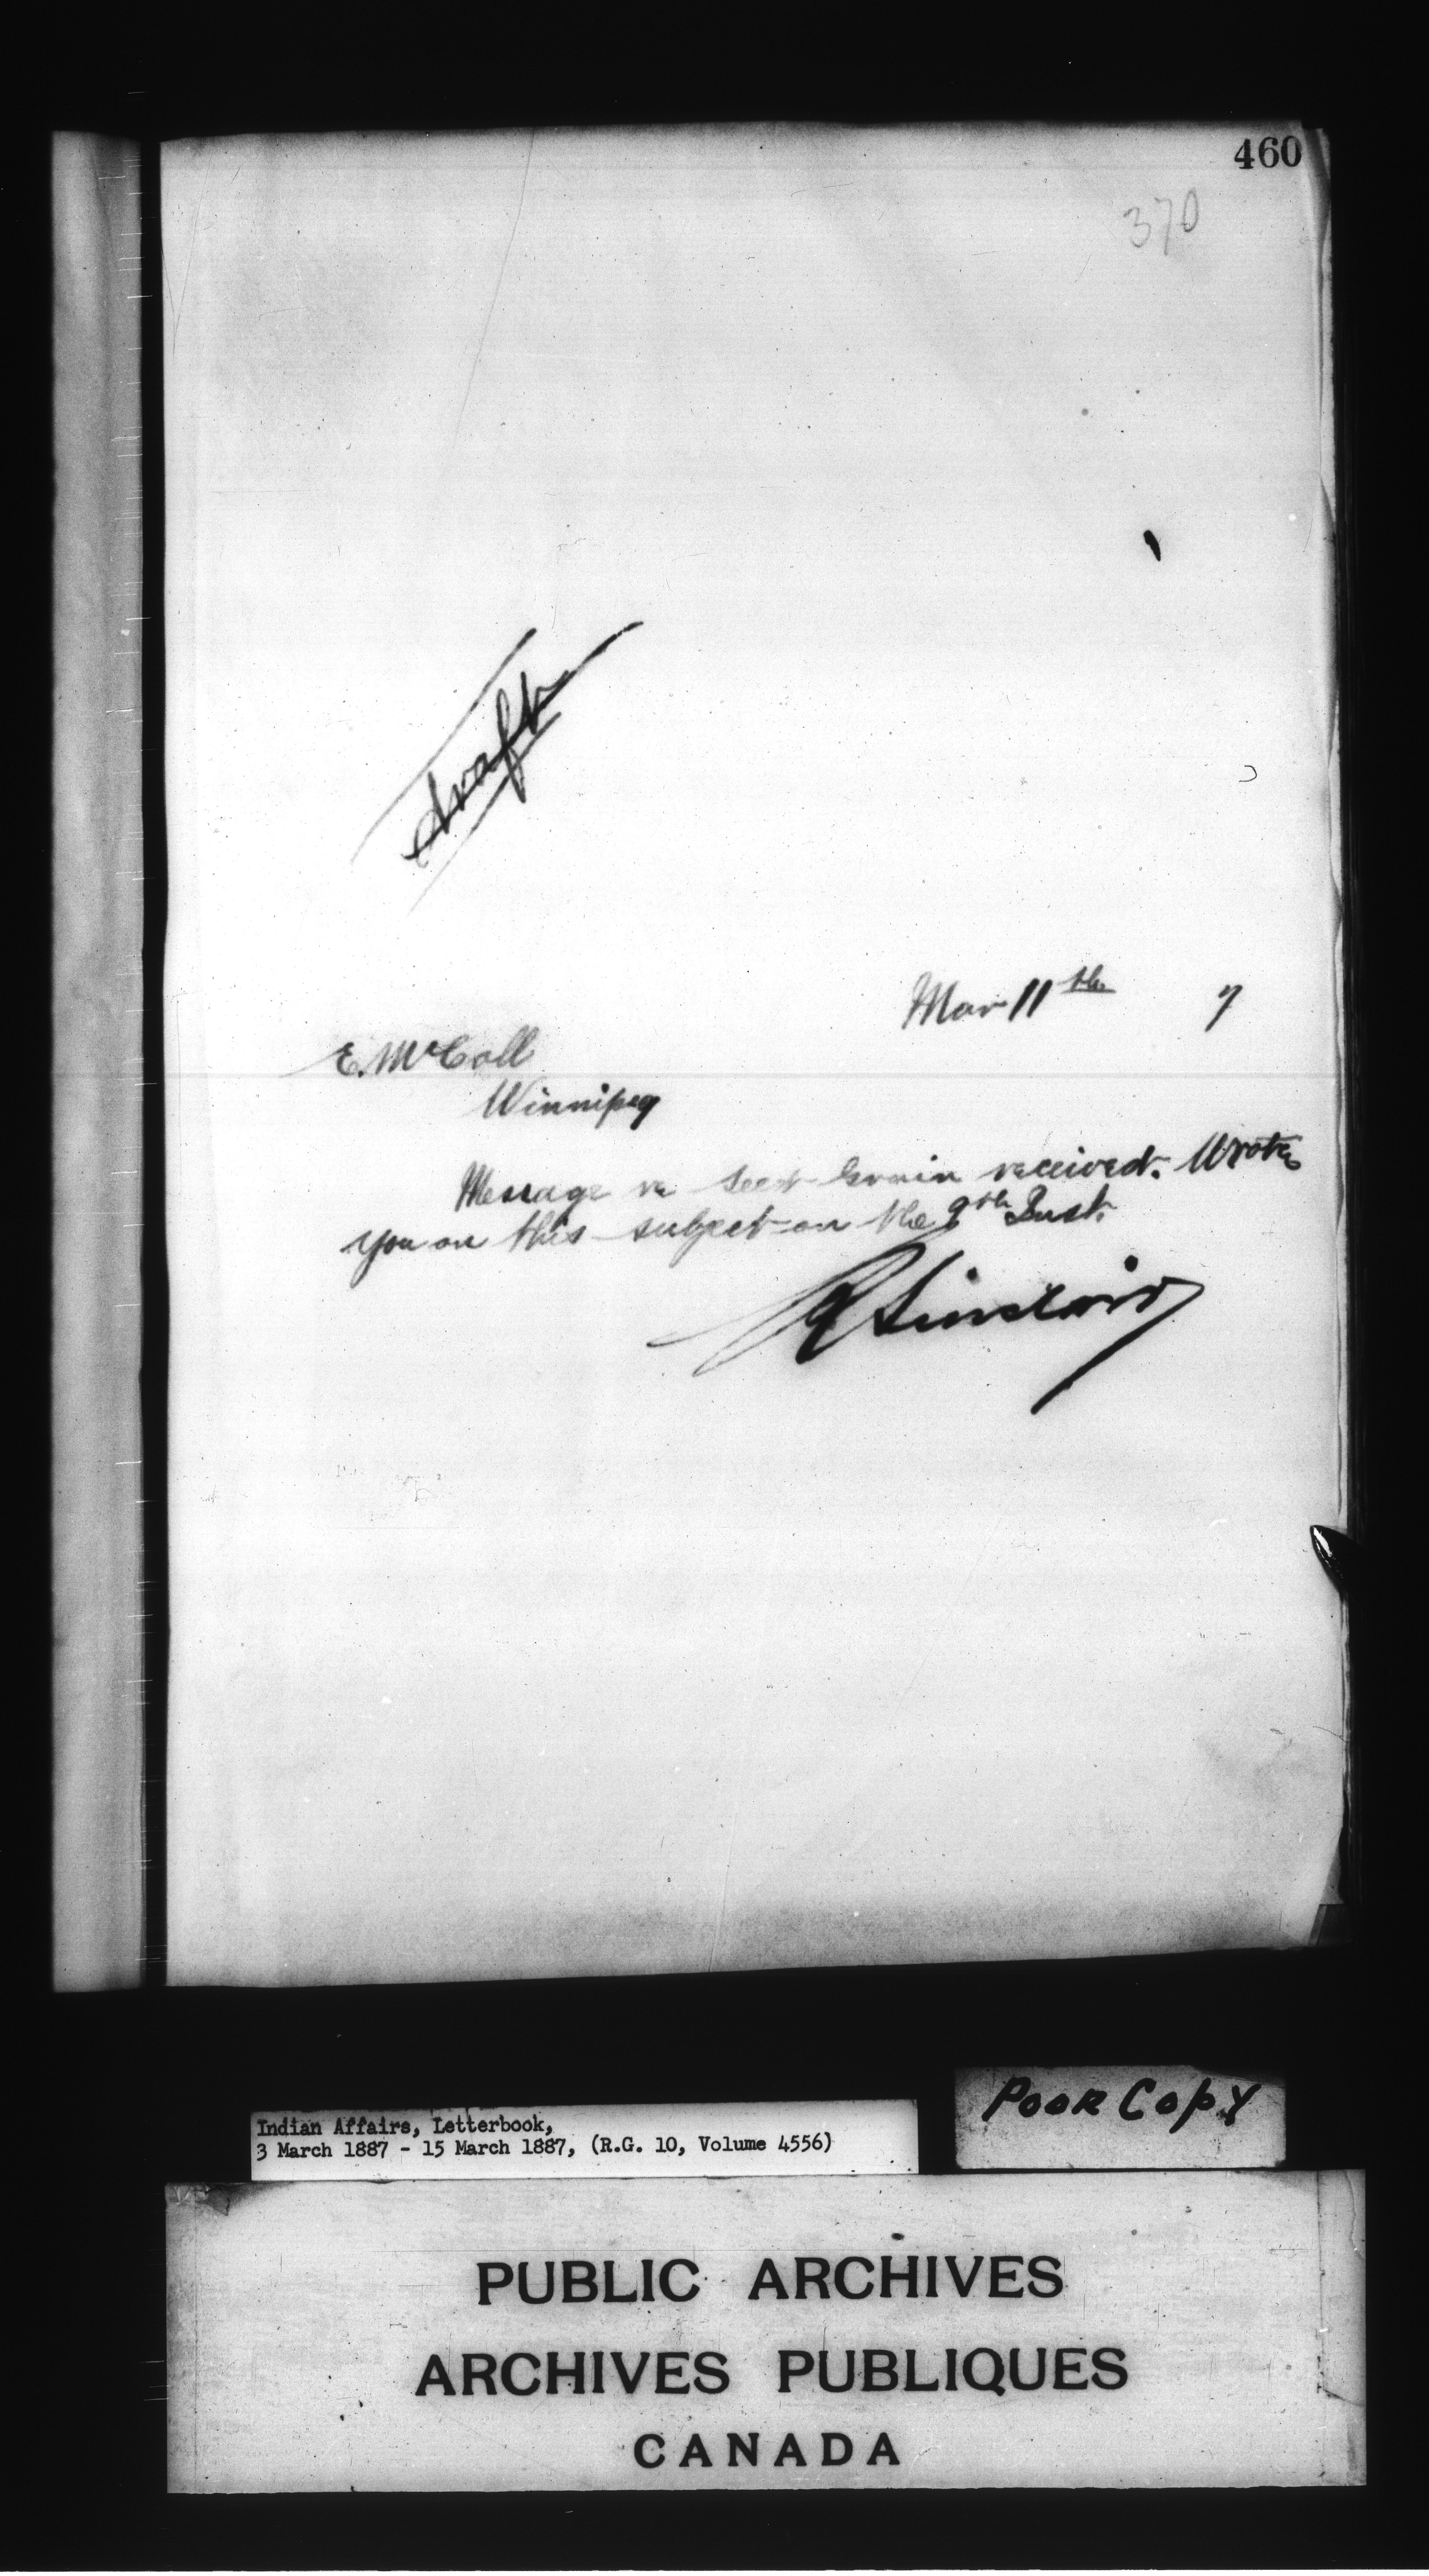 460
370
Draft
Mar 11th 7
E. McColl
Winnipeg
Message re seed grain received. Wrote
you on this subject on the 9th Inst.
R Sinclair
Indian Affairs, Letterbook,
3 March 1887 - 15 March 1887, (R.G. 10, Volume 4556)
POOR COPY
PUBLIC ARCHIVES
ARCHIVES PUBLIQUES
CANADA